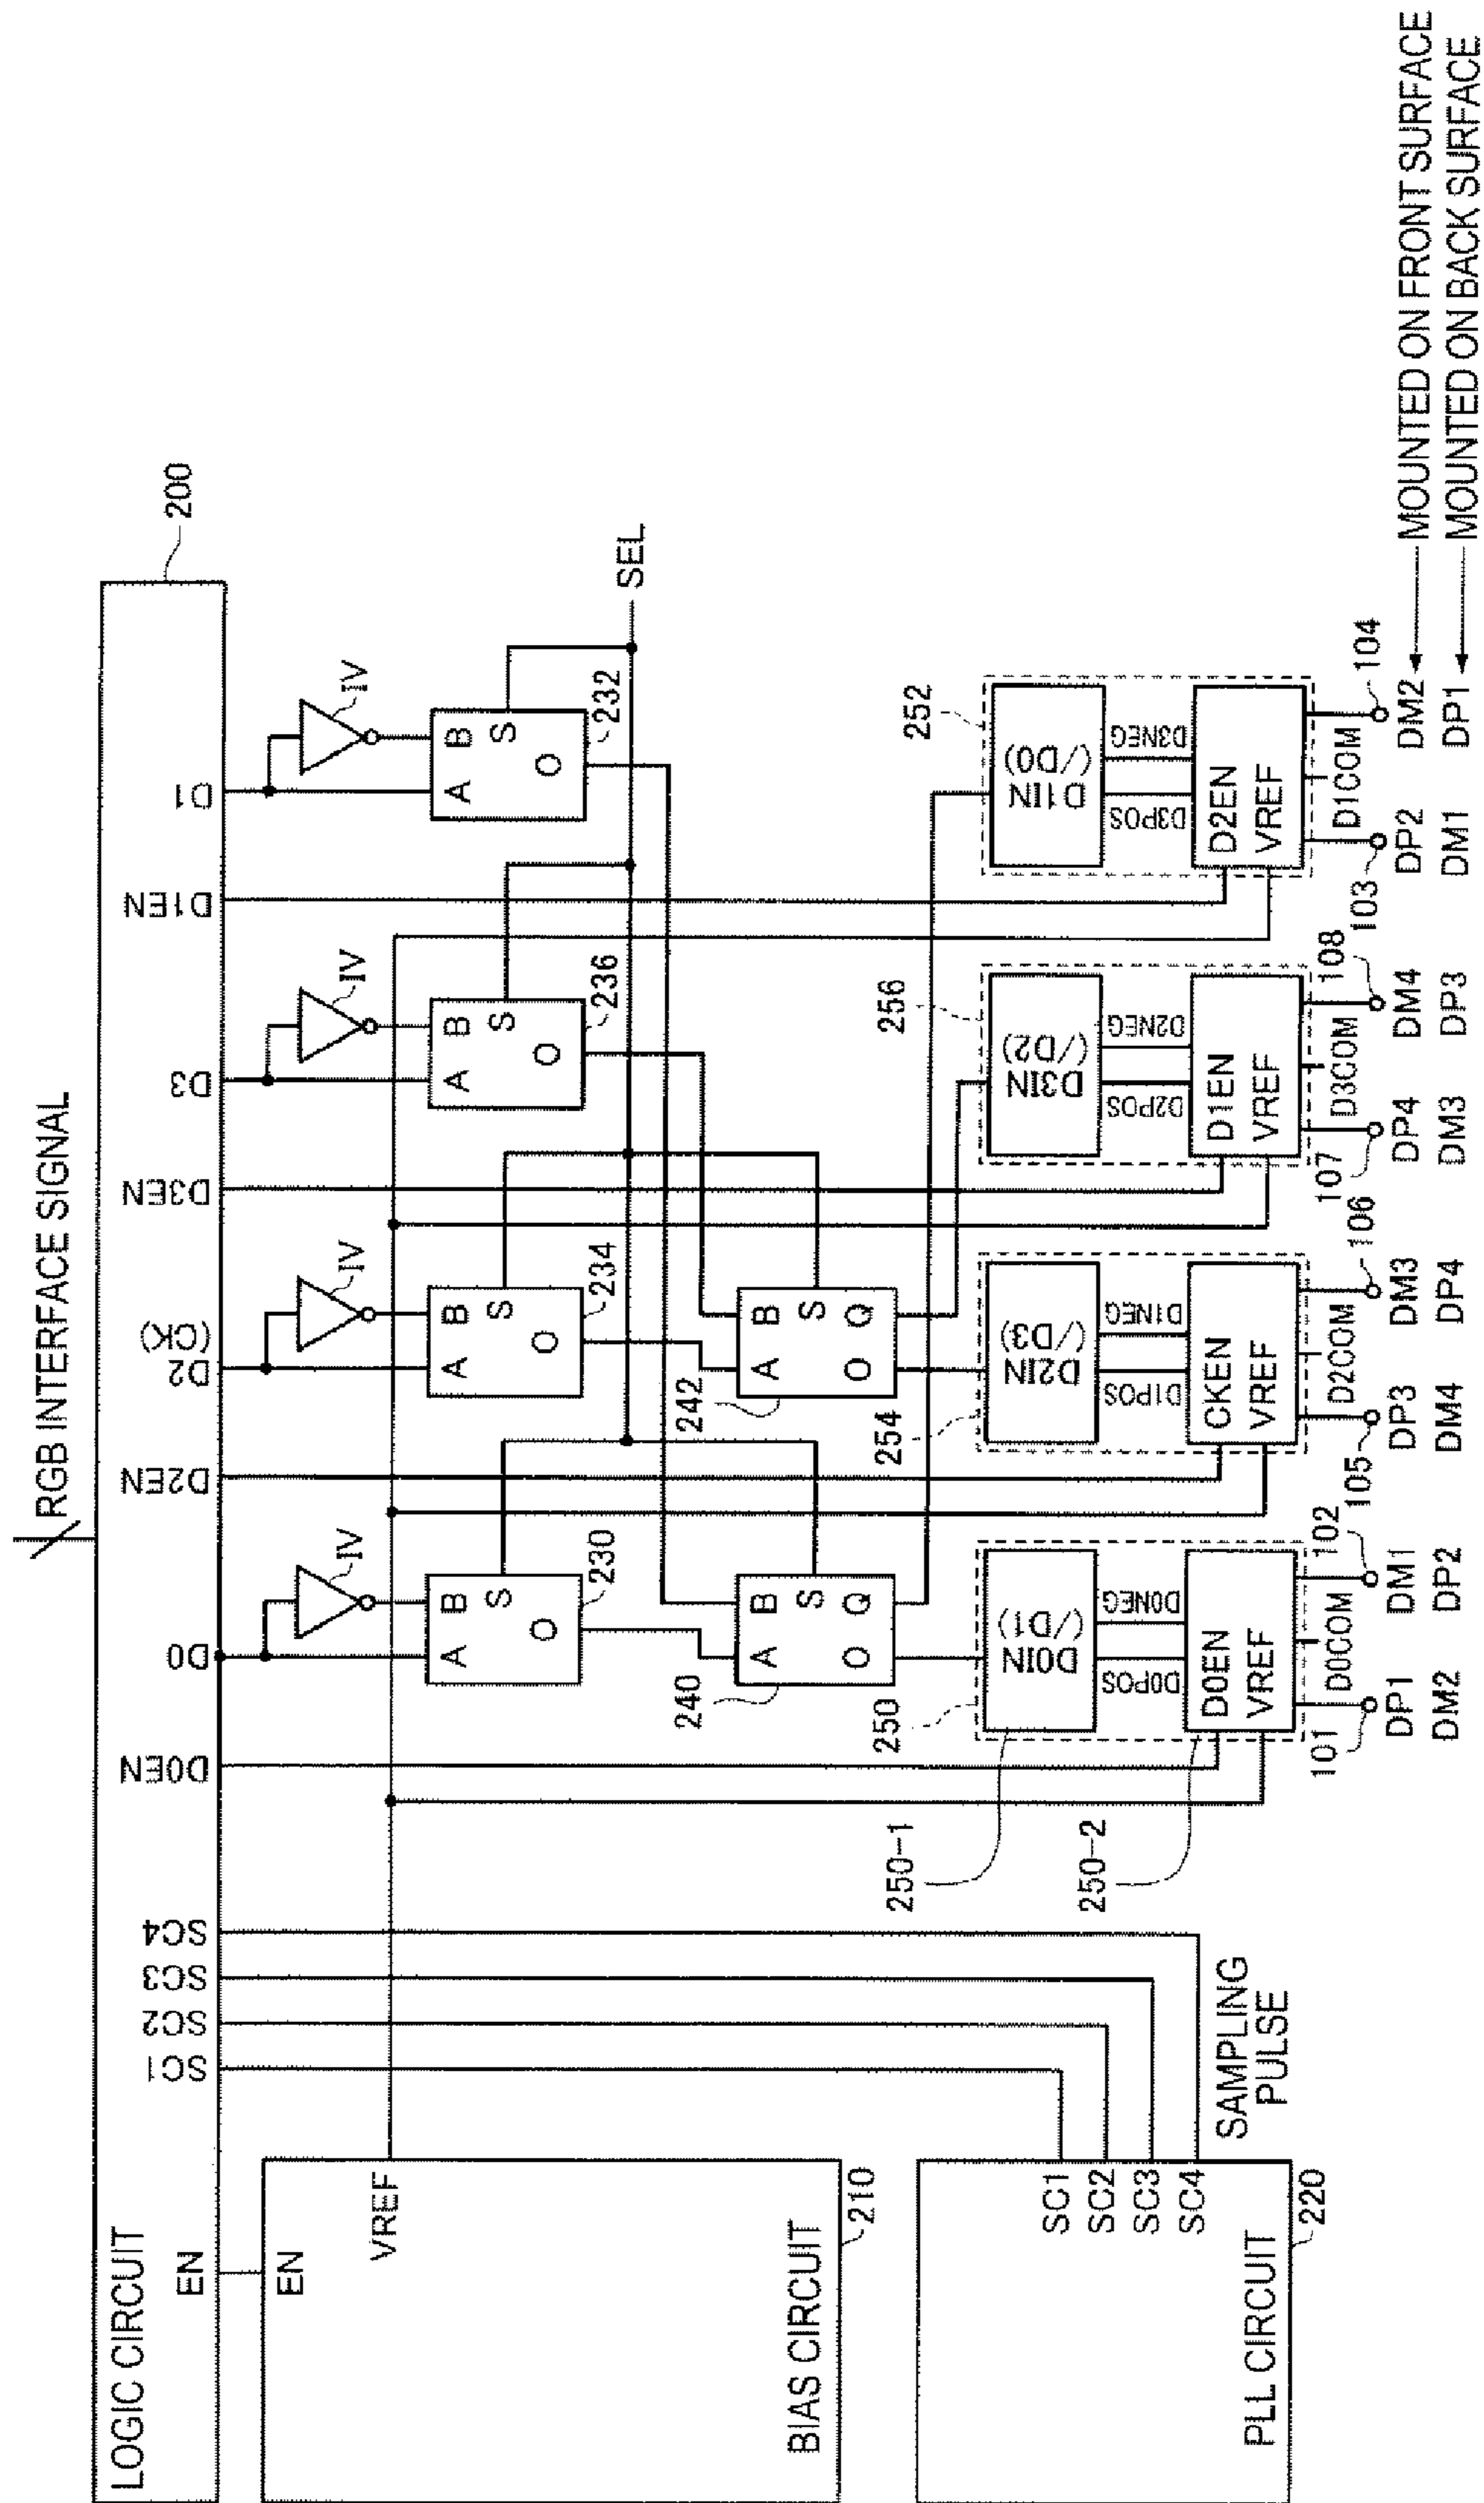 RGB INTERFACE SIGNAL
LOGIC CIRCUIT
200
EN
SC1
SC2
SC3
SC4
D0EN
D0
D2EN
D2
(CK)
D3EN
D3
D1EN
D1
IV
IV
IV
IV
EN
VREF
BIAS CIRCUIT
210
A
B
S
O
230
A
B
S
O
234
A
B
S
O
236
A
B
S
O
232
SEL
240
A
B
S
O
Q
242
A
B
S
O
Q
PLL CIRCUIT
220
SC1
SC2
SC3
SC4
SAMPLING
PULSE
250
250-1
250-2
D0IN
(/D1)
D0POS
D0NEG
D0EN
VREF
D0COM
254
D2IN
(/D3)
D1POS
D1NEG
CKEN
VREF
D2COM
256
D3IN
(/D2)
D2POS
D2NEG
D1EN
VREF
D3COM
252
D1IN
(/D0)
D3POS
D3NEG
D2EN
VREF
D1COM
101
102
105
106
107
108
103
104
DP1 DM1 DP3 DM3 DP4 DM4 DP2 DM2 MOUNTED ON FRONT SURFACE
DM2 DP2 DM4 DP4 DM3 DP3 DM1 DP1 MOUNTED ON BACK SURFACE